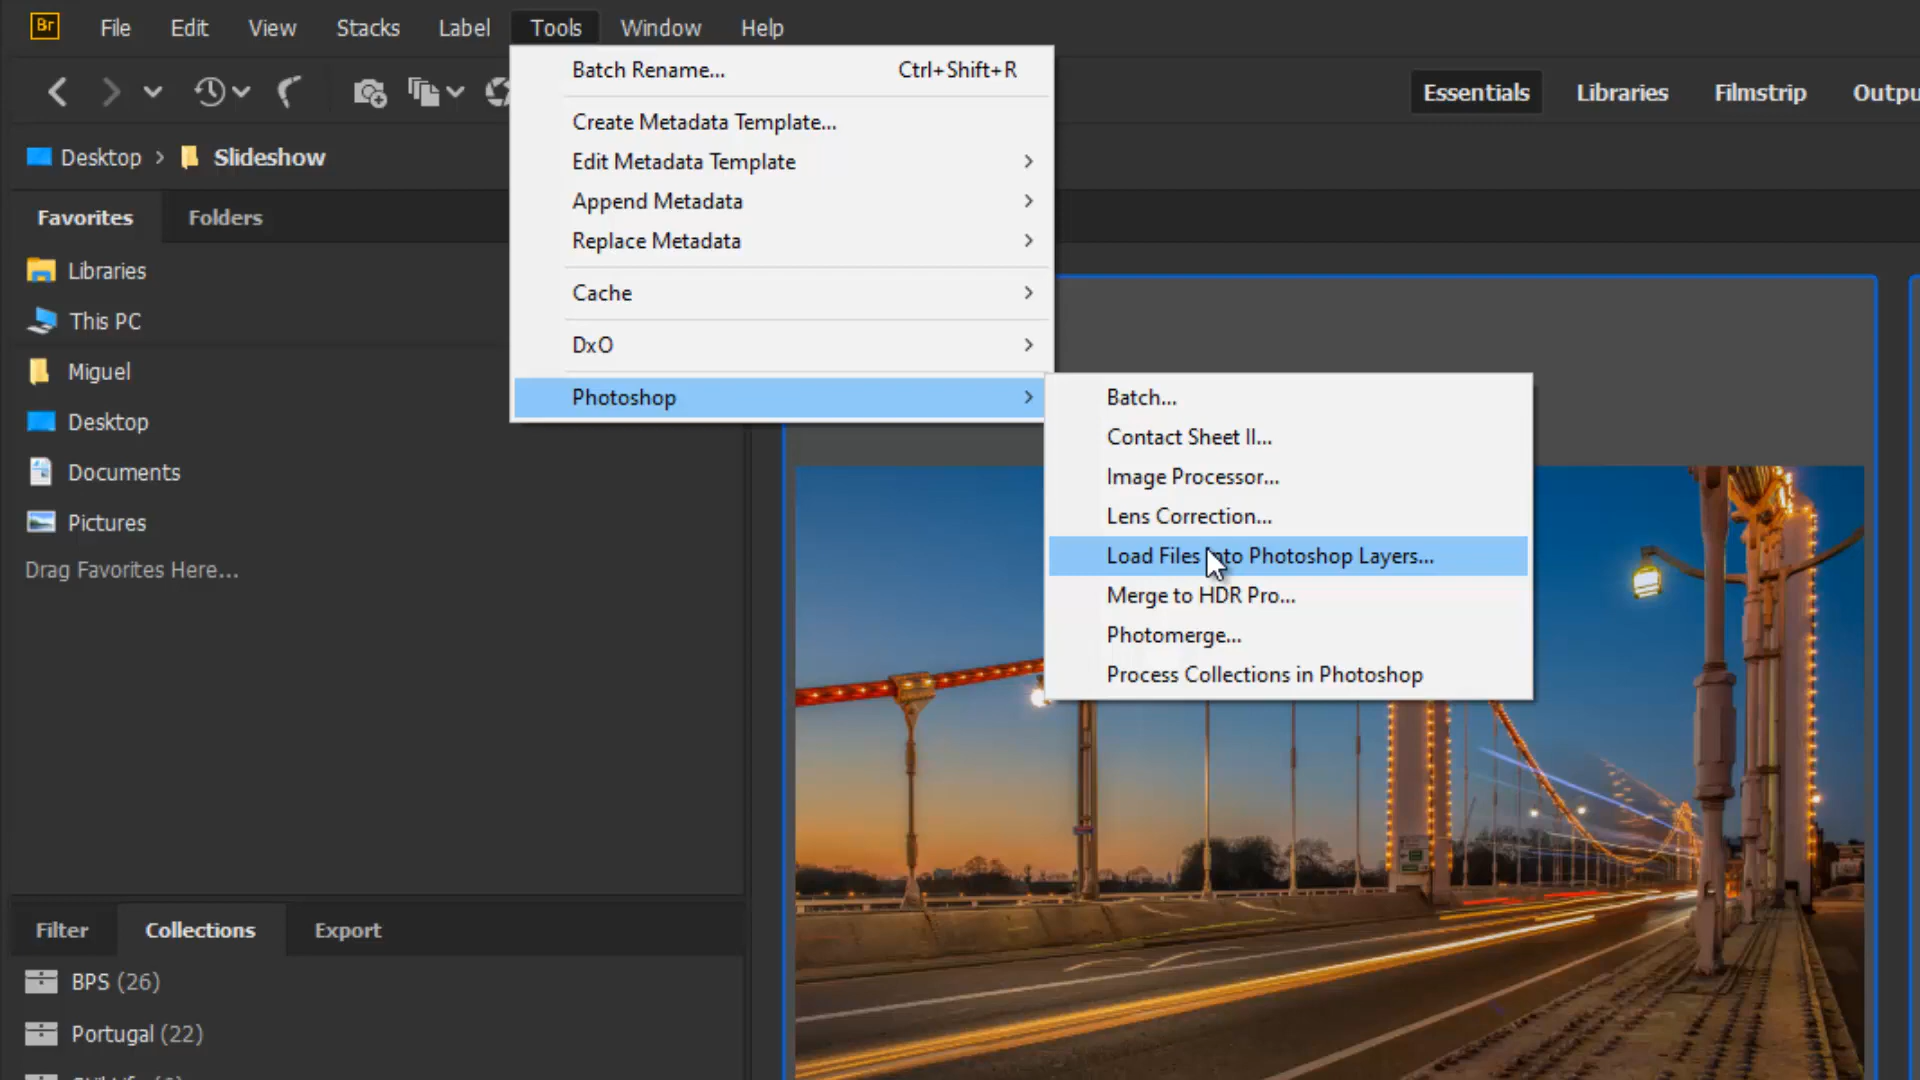 Br File Edit View Stacks Label Tools Window Help
Batch Rename... Ctrl+Shift+R
Create Metadata Template...
Edit Metadata Template
Append Metadata
Replace Metadata
Cache
DxO
Photoshop
Batch...
Contact Sheet II...
Image Processor...
Lens Correction...
Load Files into Photoshop Layers...
Merge to HDR Pro...
Photomerge...
Process Collections in Photoshop
Essentials Libraries Filmstrip Outpu
Desktop > Slideshow
Favorites Folders
Libraries
This PC
Miguel
Desktop
Documents
Pictures
Drag Favorites Here...
Filter Collections Export
BPS (26)
Portugal (22)